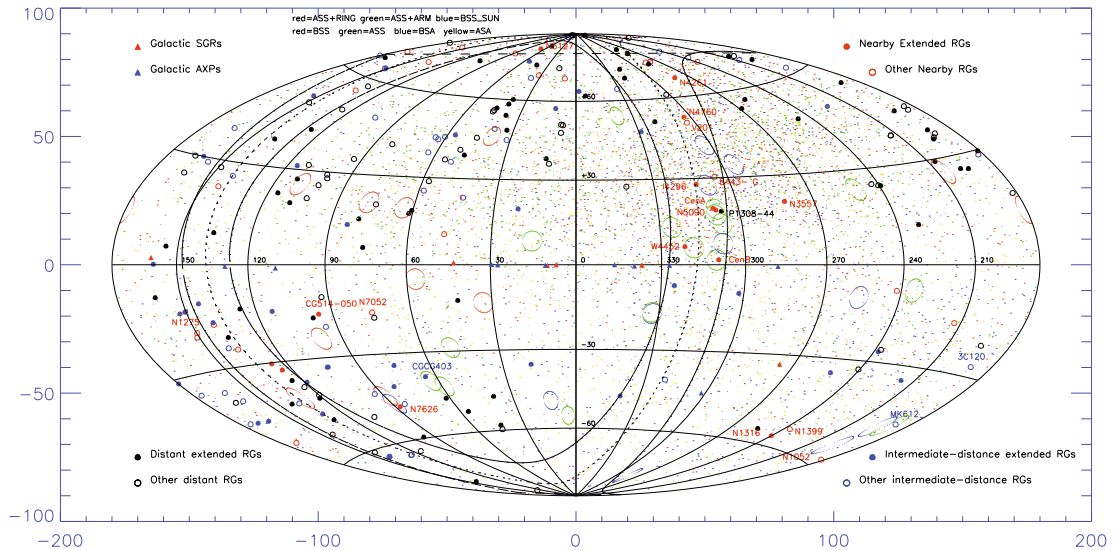 red=ASS+RING green=ASS+ARM blue=BSS_SUN
red=BSS green=ASS blue=BSA yellow=ASA
Galactic SGRs
Galactic AXPs
Nearby Extended RGs
Other Nearby RGs
100
50
0
-50
-100
N4261
+60
N4760
+30
I4296
CenA
N5090
P1308-44
N3557
W4452
CenB
150
120
90
60
30
0
330
300
270
240
210
CG514-050
N7052
N1275
-30
CGCG403
3C120
N7626
MK612
-60
N1316
N1399
N1052
Distant extended RGs
Other distant RGs
Intermediate-distance extended RGs
Other intermediate-distance RGs
-200
-100
0
100
200